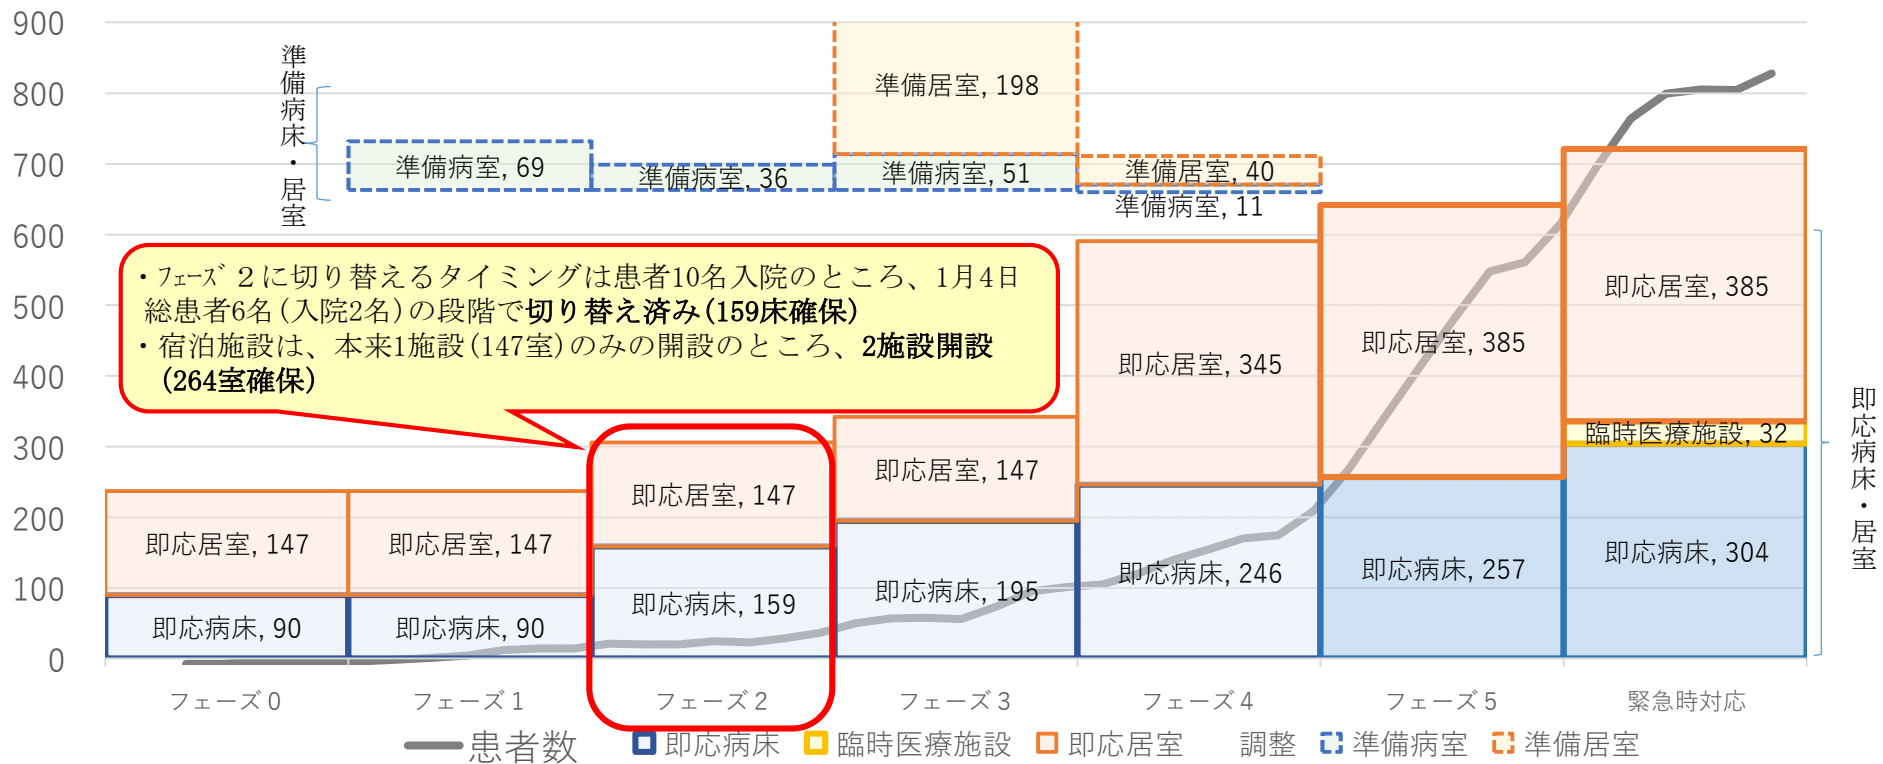 900
800
700
600
500
400
300
200
100
0
準備病床・居室
準備病室, 69
準備病室, 36
準備居室, 198
準備病室, 51
準備居室, 40
準備病室, 11
・ﾌｪｰｽﾞ２に切り替えるタイミングは患者10名入院のところ、1月4日
総患者6名(入院2名)の段階で切り替え済み(159床確保)
・宿泊施設は、本来1施設(147室)のみの開設のところ、2施設開設
(264室確保)
即応居室, 147
即応病床, 90
即応居室, 147
即応病床, 90
即応居室, 147
即応病床, 159
即応居室, 147
即応病床, 195
即応居室, 345
即応病床, 246
即応居室, 385
即応病床, 257
即応居室, 385
臨時医療施設, 32
即応病床, 304
即応病床・居室
フェーズ０
フェーズ１
フェーズ２
フェーズ３
フェーズ４
フェーズ５
緊急時対応
患者数
即応病床
臨時医療施設
即応居室
調整
準備病室
準備居室